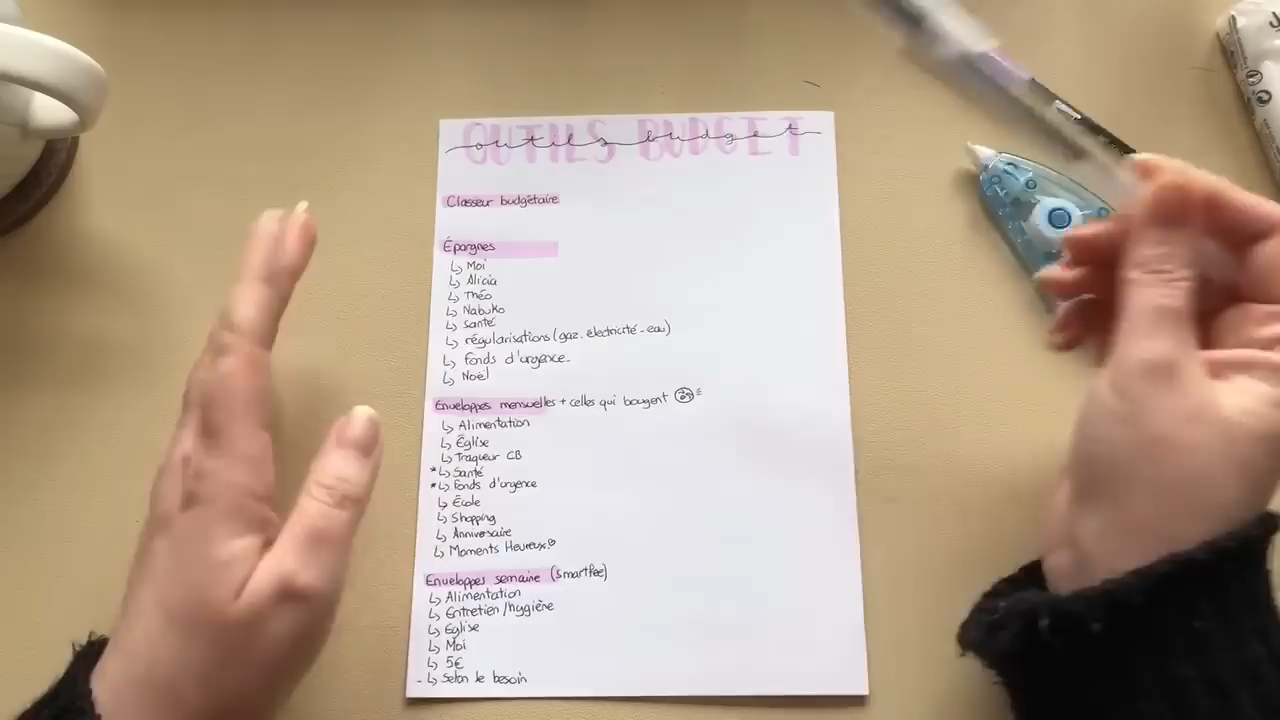 OUTILS BUDGET
outils budget
Classeur budgétaire
Épargnes
↳ Moi
↳ Alicia
↳ Théo
↳ Nabuko
↳ Santé
↳ régularisations (gaz - électricité - eau)
↳ Fonds d'urgence -
↳ Noël
Enveloppes mensuelles + celles qui bougent
↳ Alimentation
↳ Église
↳ Traqueur CB
* ↳ Santé
* ↳ Fonds d'urgence
↳ École
↳ Shopping
↳ Anniversaire
↳ Moments Heureux ♡
Enveloppes semaine (Smartfee)
↳ Alimentation
↳ Entretien / hygiène
↳ Église
↳ Moi
↳ 5€
- ↳ Selon le besoin